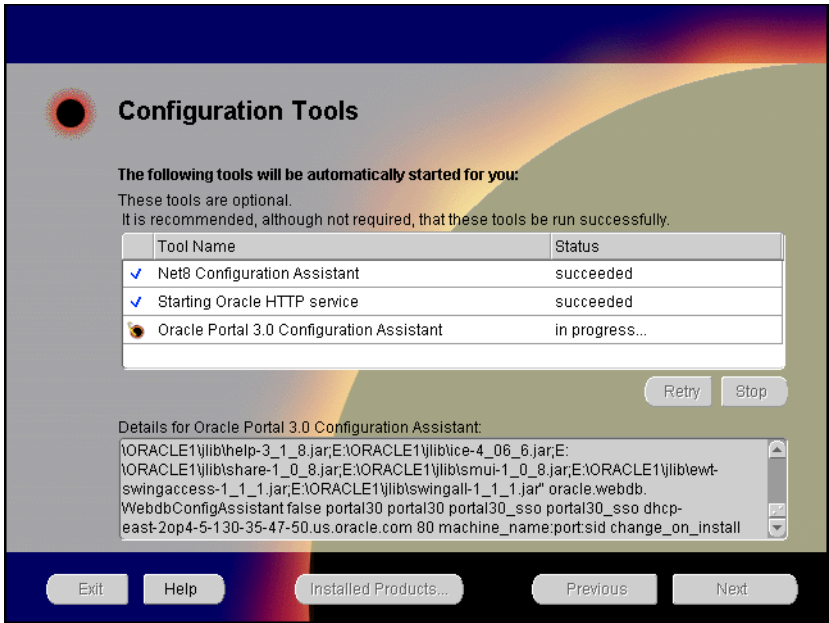 Configuration Tools
The following tools will be automatically started for you:
These tools are optional.
It is recommended, although not required, that these tools be run successfully.
Tool Name Status
Net8 Configuration Assistant succeeded
Starting Oracle HTTP service succeeded
Oracle Portal 3.0 Configuration Assistant in progress...
Retry Stop
Details for Oracle Portal 3.0 Configuration Assistant:
\ORACLE1\jlib\help-3_1_8.jar;E:\ORACLE1\jlib\ice-4_06_6.jar;E:
\ORACLE1\jlib\share-1_0_8.jar;E:\ORACLE1\jlib\smui-1_0_8.jar;E:\ORACLE1\jlib\ewt-
swingaccess-1_1_1.jar;E:\ORACLE1\jlib\swingall-1_1_1.jar" oracle.webdb.
WebdbConfigAssistant false portal30 portal30 portal30_sso portal30_sso dhcp-
east-2op4-5-130-35-47-50.us.oracle.com 80 machine_name:port:sid change_on_install
Exit Help Installed Products... Previous Next